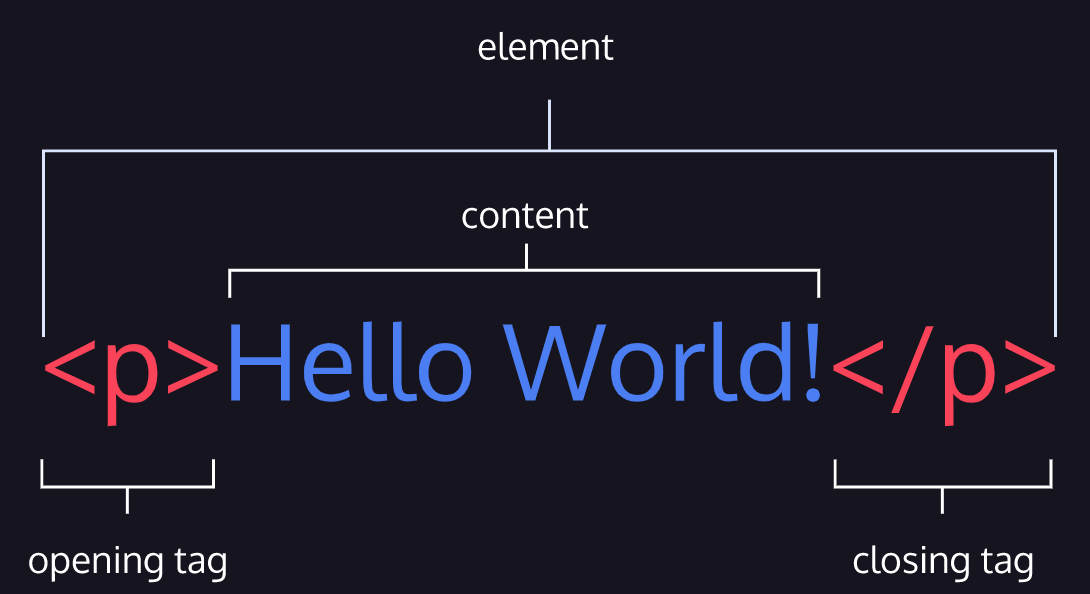 element
content
<p>Hello World!</p>
opening tag
closing tag